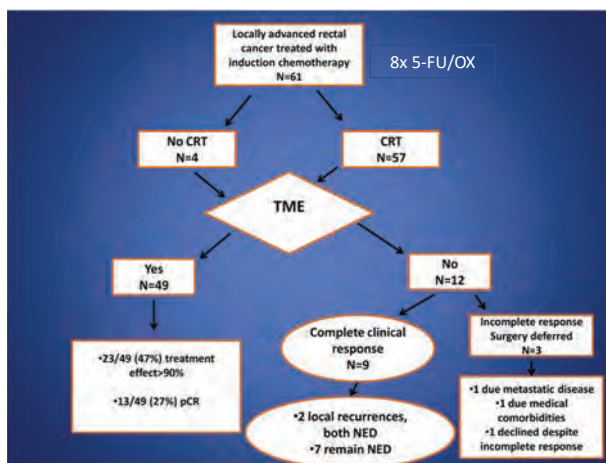 Locally advanced rectal
cancer treated with
induction chemotherapy
N=61
8x 5-FU/OX
No CRT
N=4
CRT
N=57
TME
Yes
N=49
No
N=12
•23/49 (47%) treatment
effect>90%
•13/49 (27%) pCR
Complete clinical
response
N=9
Incomplete response
Surgery deferred
N=3
•2 local recurrences,
both NED
•7 remain NED
•1 due metastatic disease
•1 due medical
comorbidities
•1 declined despite
incomplete response